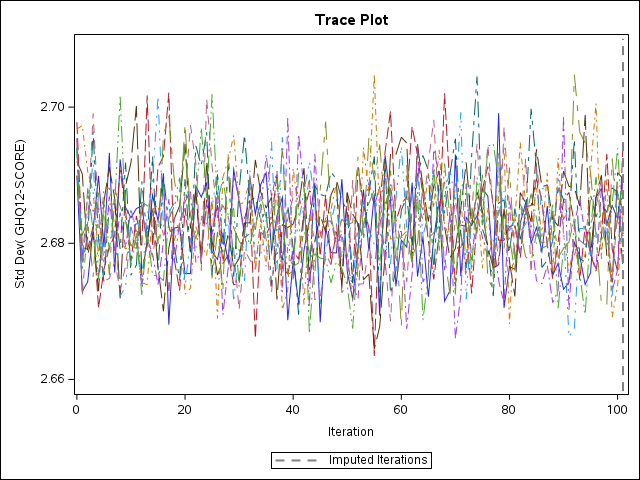 Trace Plot
Std Dev( GHQ12-SCORE)
2.70
2.68
2.66
0 20 40 60 80 100
Iteration
Imputed Iterations